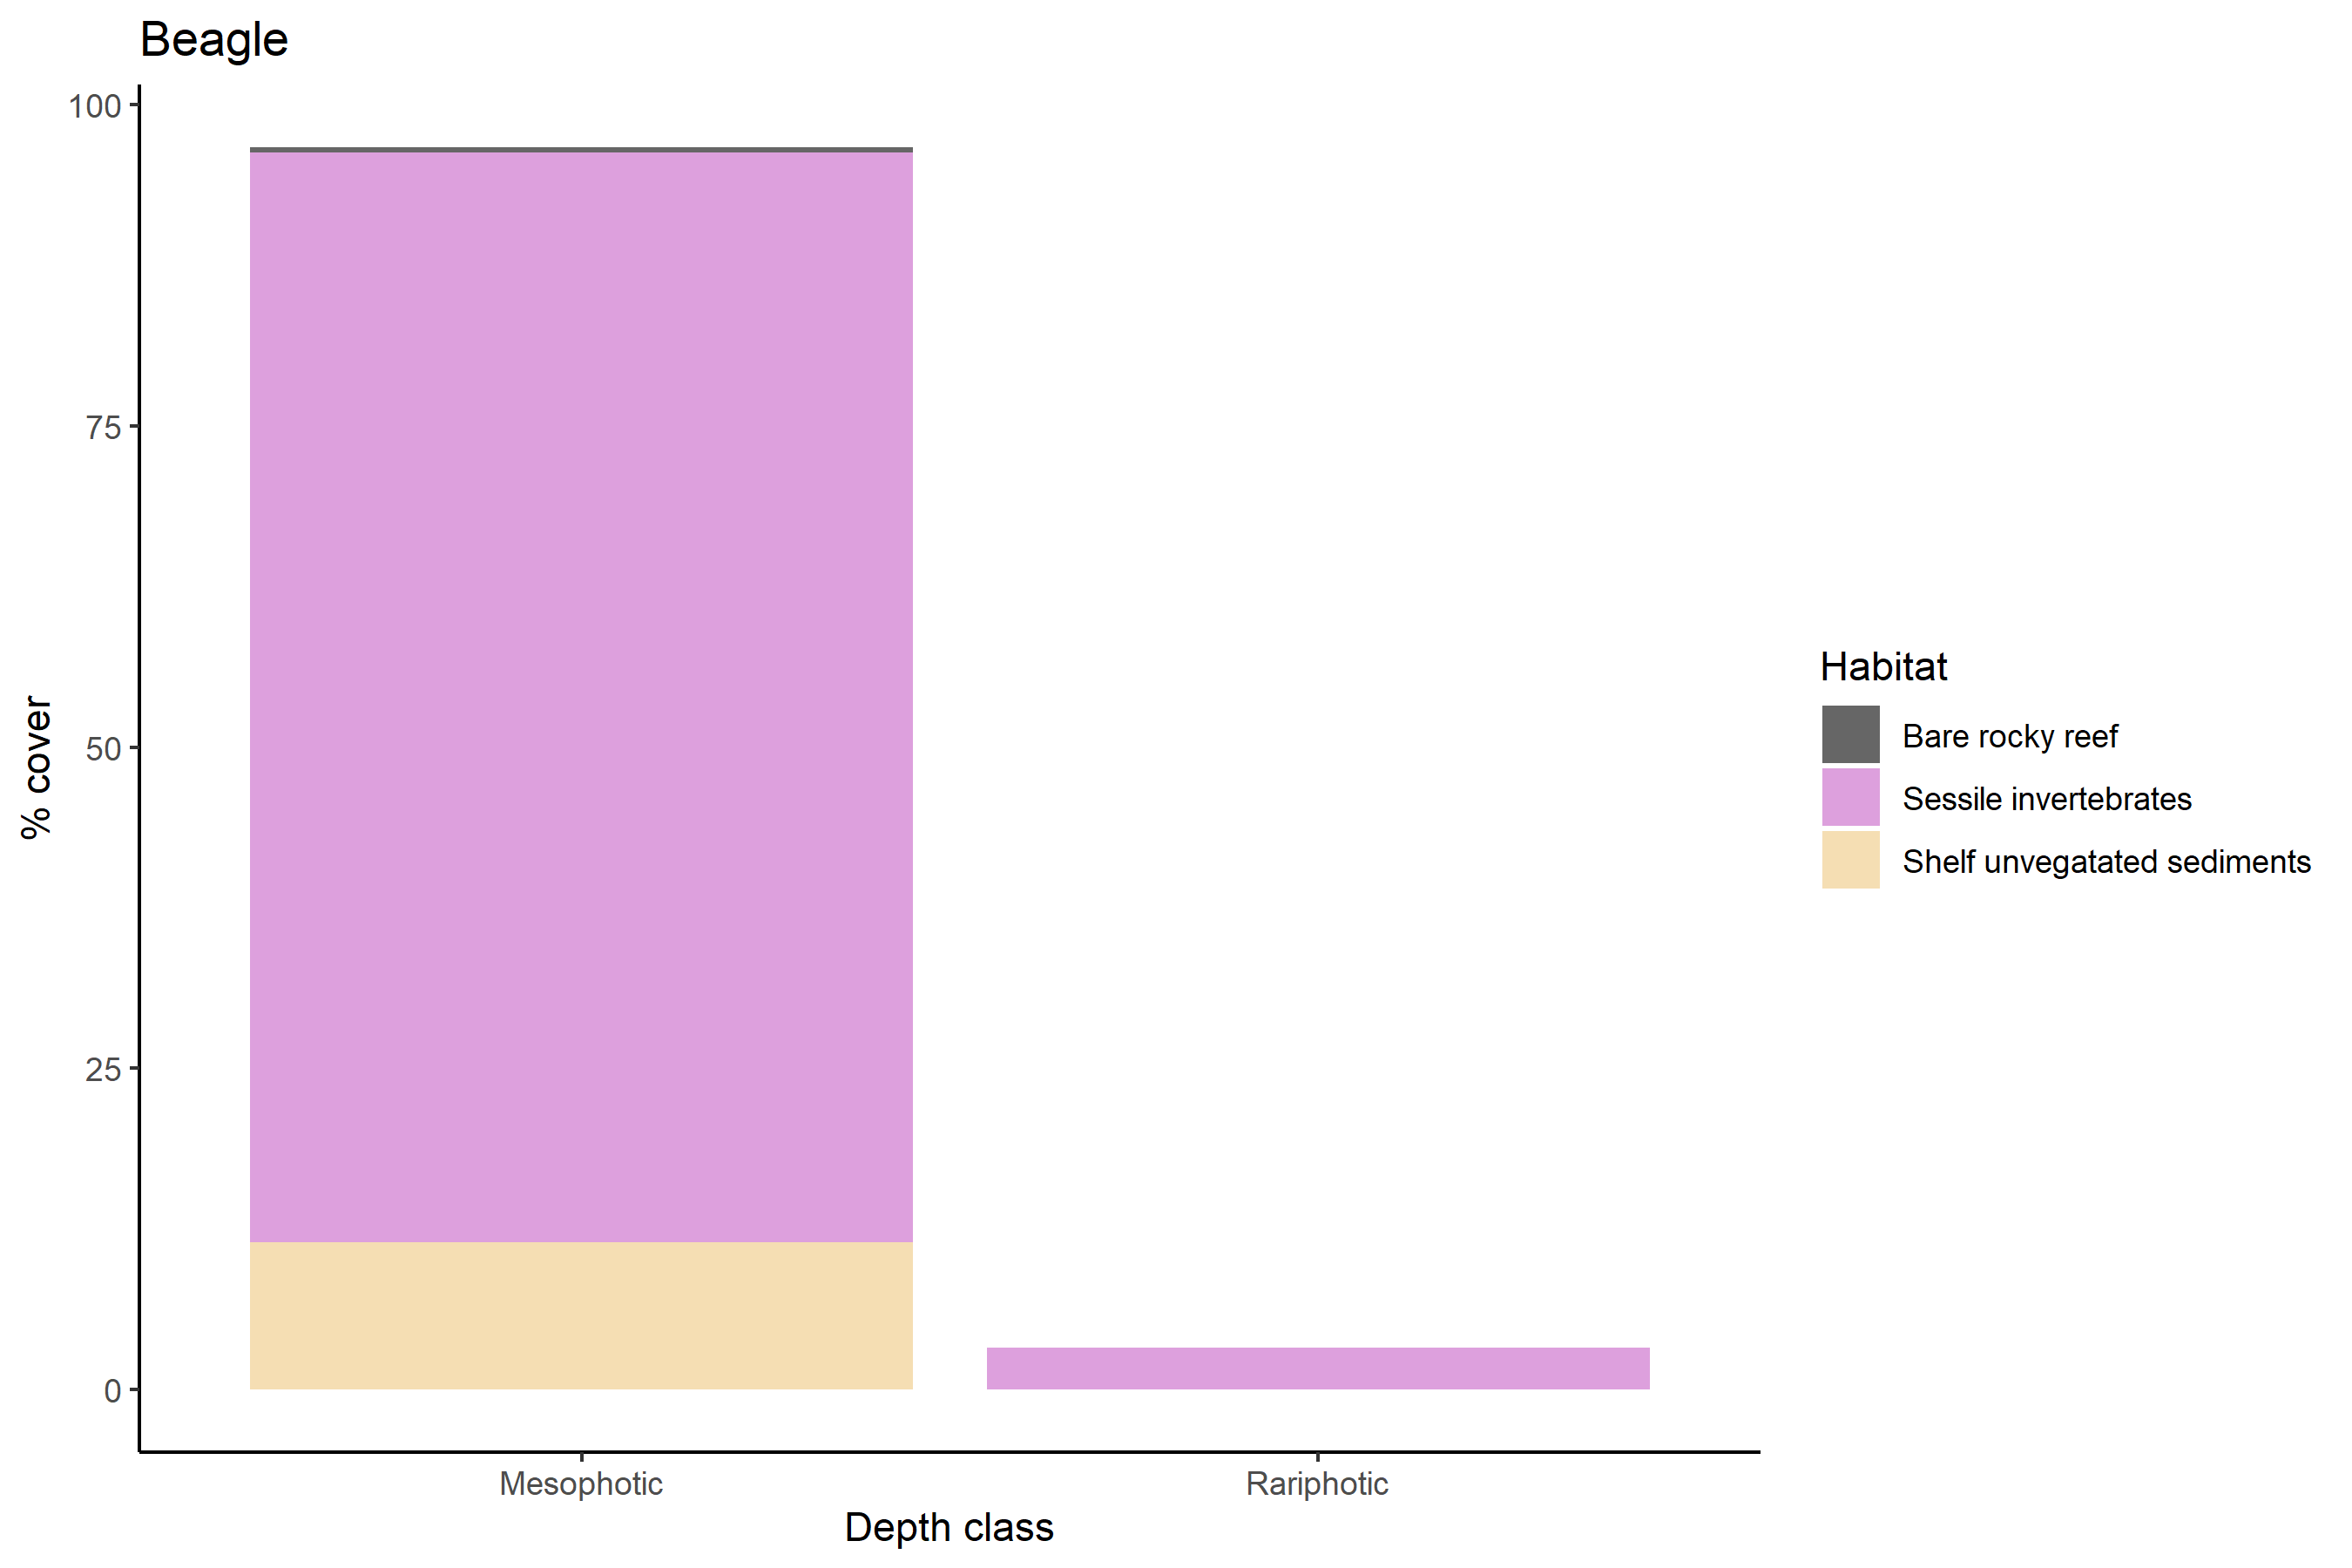 Beagle
100
75
50
25
0
% cover
Mesophotic
Rariphotic
Depth class
Habitat
Bare rocky reef
Sessile invertebrates
Shelf unvegatated sediments